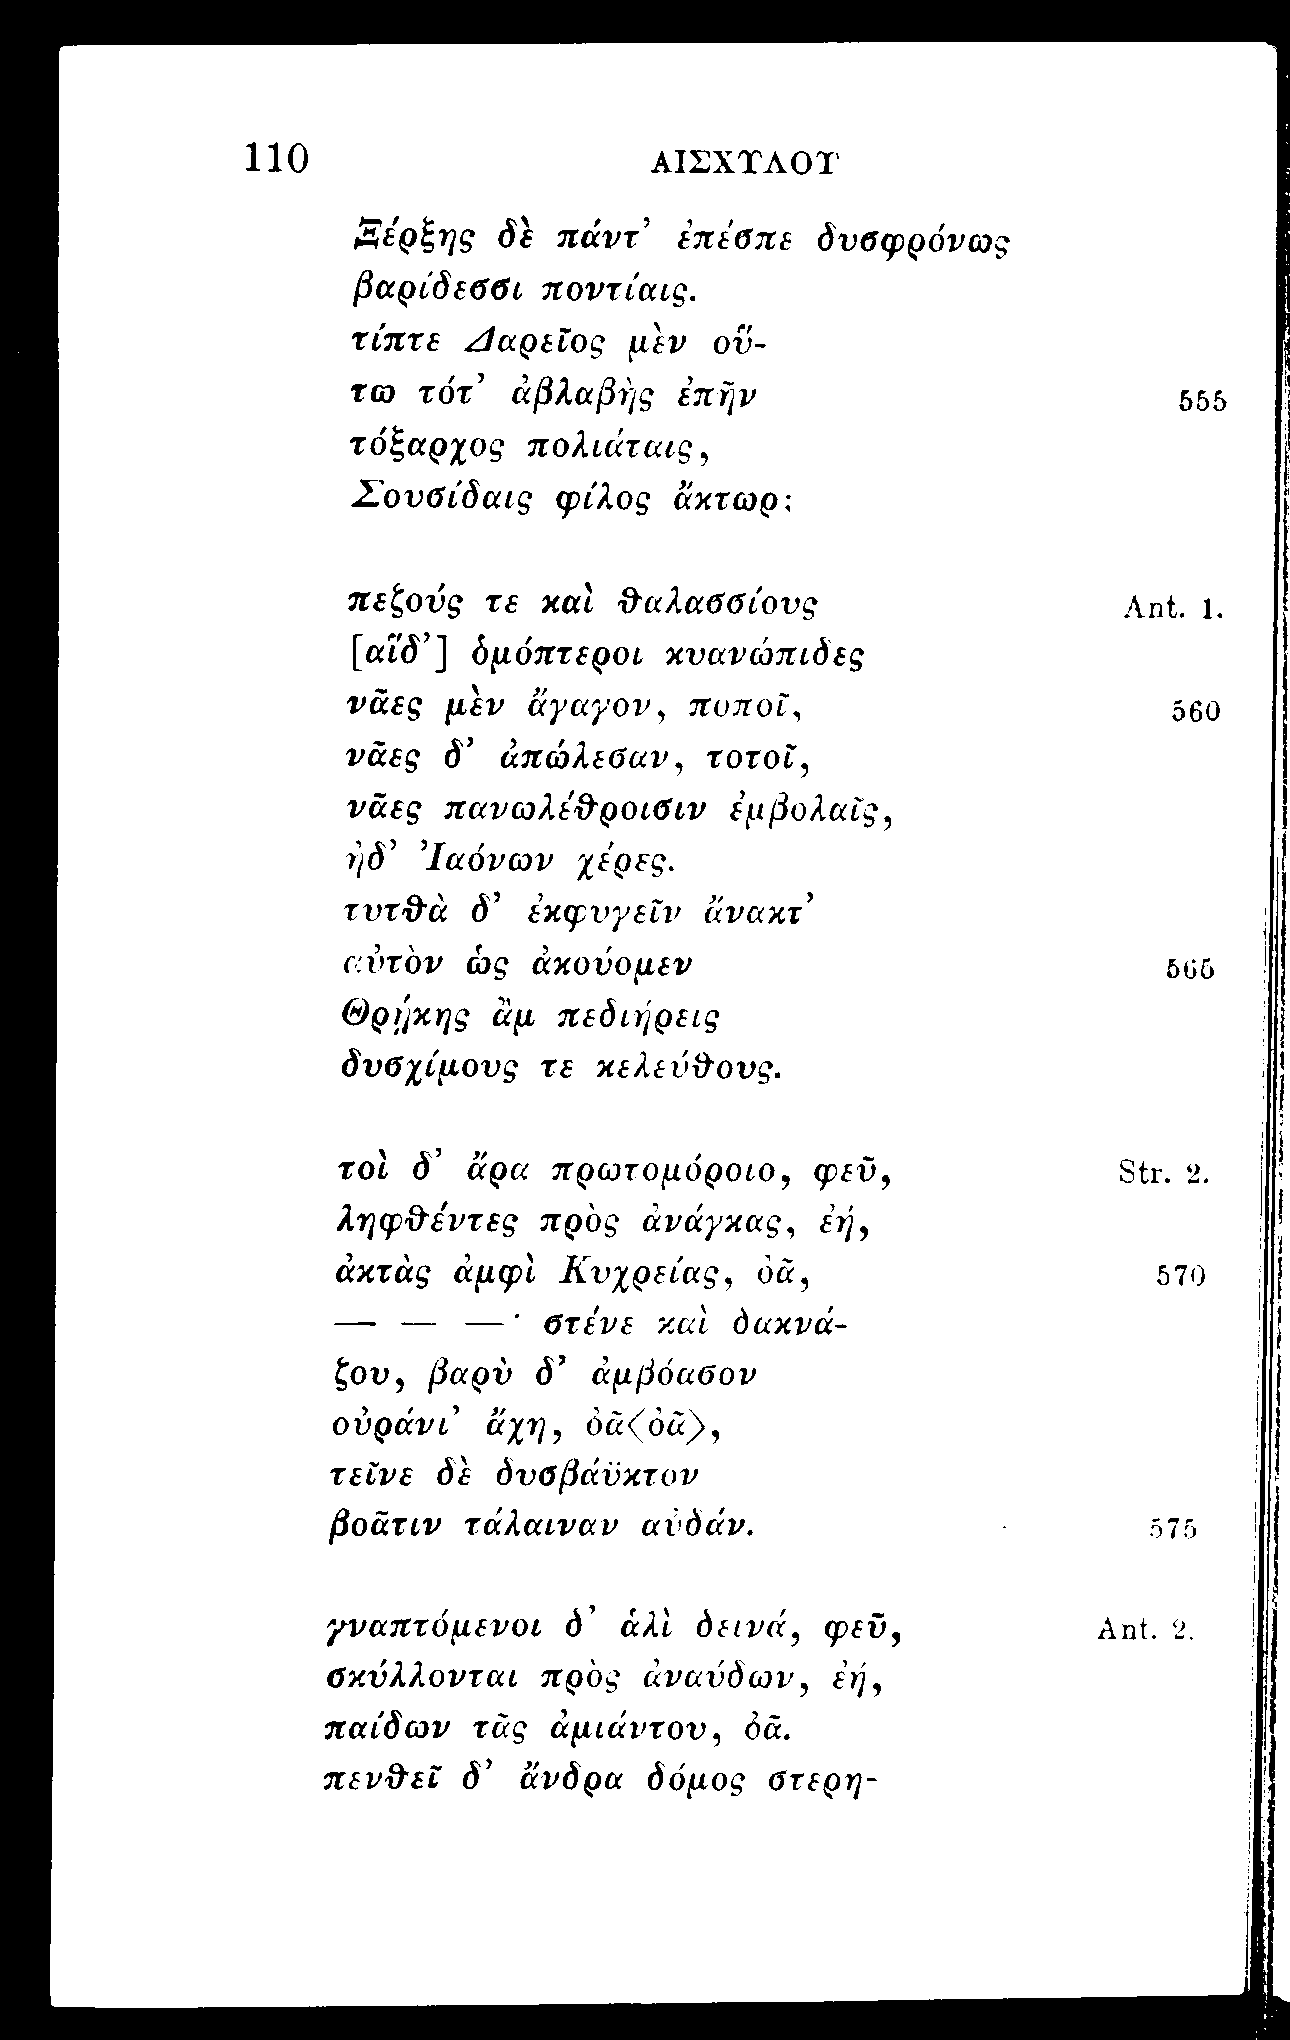 110 ΑΙΣΧΥΛΟΥ
Ξέρξης δὲ πάντ’ ἐπέσπε δυσφρόνως
βαρίδεσσι ποντίαις.
τίπτε Δαρεῖος μὲν οὕ-
τω τότ’ ἀβλαβὴς ἐπῆν 555
τόξαρχος πολιάταις,
Σουσίδαις φίλος ἄκτωρ;
πεζούς τε καὶ θαλασσίους Ant. 1.
[αἵδ’] ὁμόπτεροι κυανώπιδες
νᾶες μὲν ἄγαγον, ποποῖ, 560
νᾶες δ’ ἀπώλεσαν, τοτοῖ,
νᾶες πανωλέθροισιν ἐμβολαῖς,
ἠδ’ Ἰαόνων χέρες.
τυτθὰ δ’ ἐκφυγεῖν ἄνακτ’
αὐτὸν ὡς ἀκούομεν 565
Θρῄκης ἂμ πεδιήρεις
δυσχίμους τε κελεύθους.
τοὶ δ’ ἄρα πρωτομόροιο, φεῦ, Str. 2.
ληφθέντες πρὸς ἀνάγκας, ἐή,
ἀκτὰς ἀμφὶ Κυχρείας, ὀᾶ, 570
— — —· στένε καὶ δακνά-
ζου, βαρὺ δ’ ἀμβόασον
οὐράνι’ ἄχη, ὀᾶ⟨ὀᾶ⟩,
τεῖνε δὲ δυσβάϋκτον
βοᾶτιν τάλαιναν αὐδάν. 575
γναπτόμενοι δ’ ἁλὶ δεινά, φεῦ, Ant. 2.
σκύλλονται πρὸς ἀναύδων, ἐή,
παίδων τᾶς ἀμιάντου, ὀᾶ.
πενθεῖ δ’ ἄνδρα δόμος στερη-